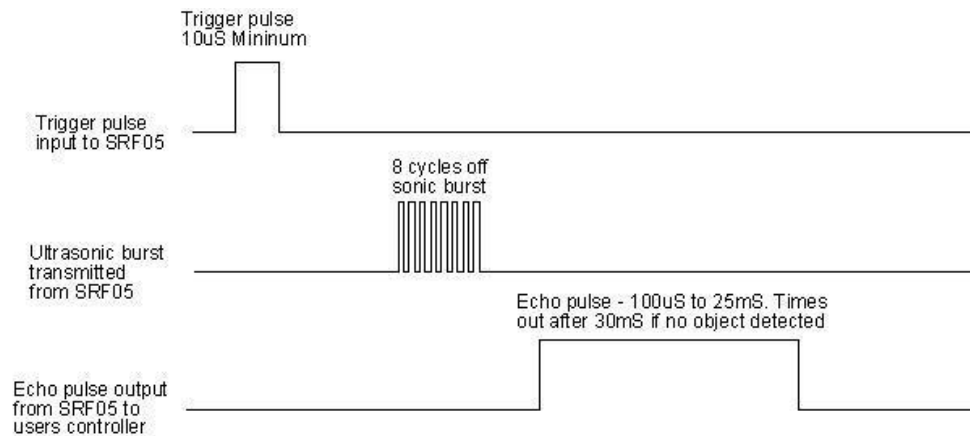 Trigger pulse
10uS Mininum
Trigger pulse
input to SRF05
8 cycles off
sonic burst
Ultrasonic burst
transmitted
from SRF05
Echo pulse - 100uS to 25mS. Times
out after 30mS if no object detected
Echo pulse output
from SRF05 to
users controller